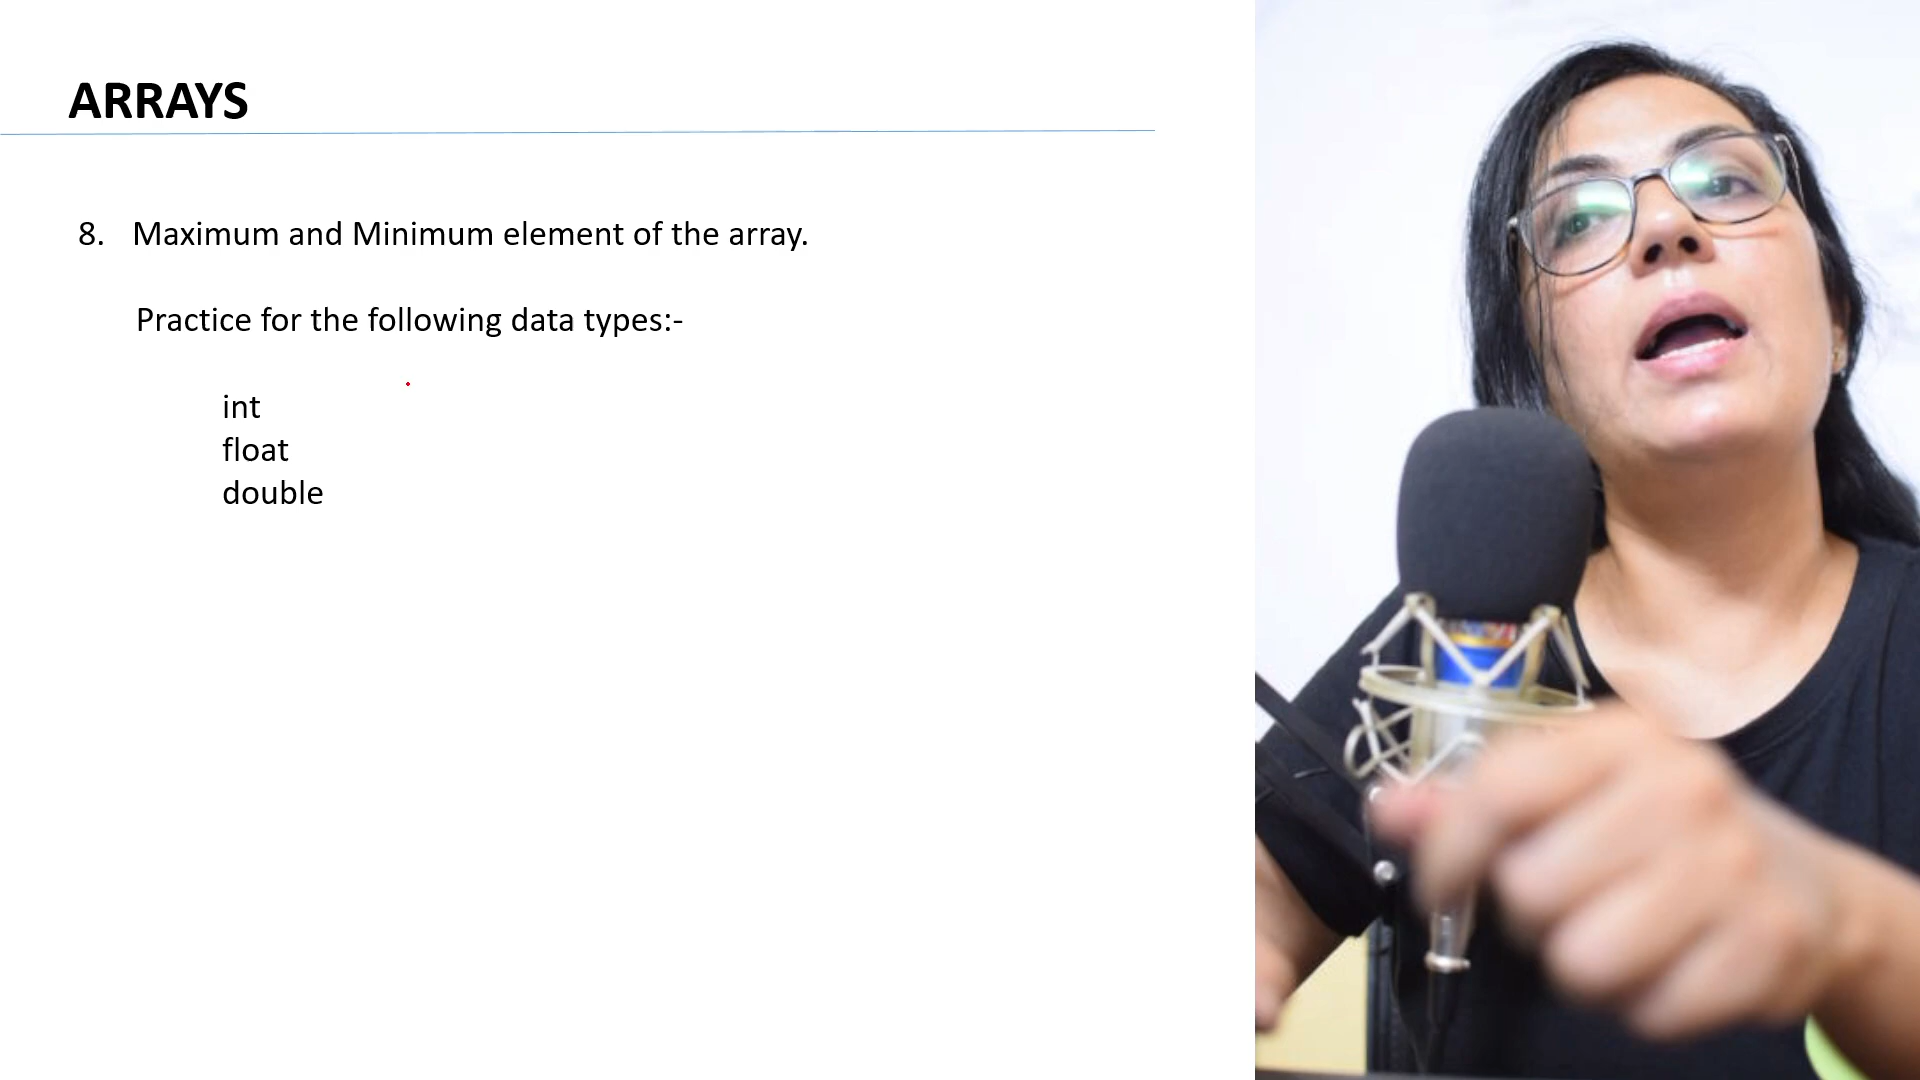 ARRAYS
8. Maximum and Minimum element of the array.
Practice for the following data types:-
int
float
double